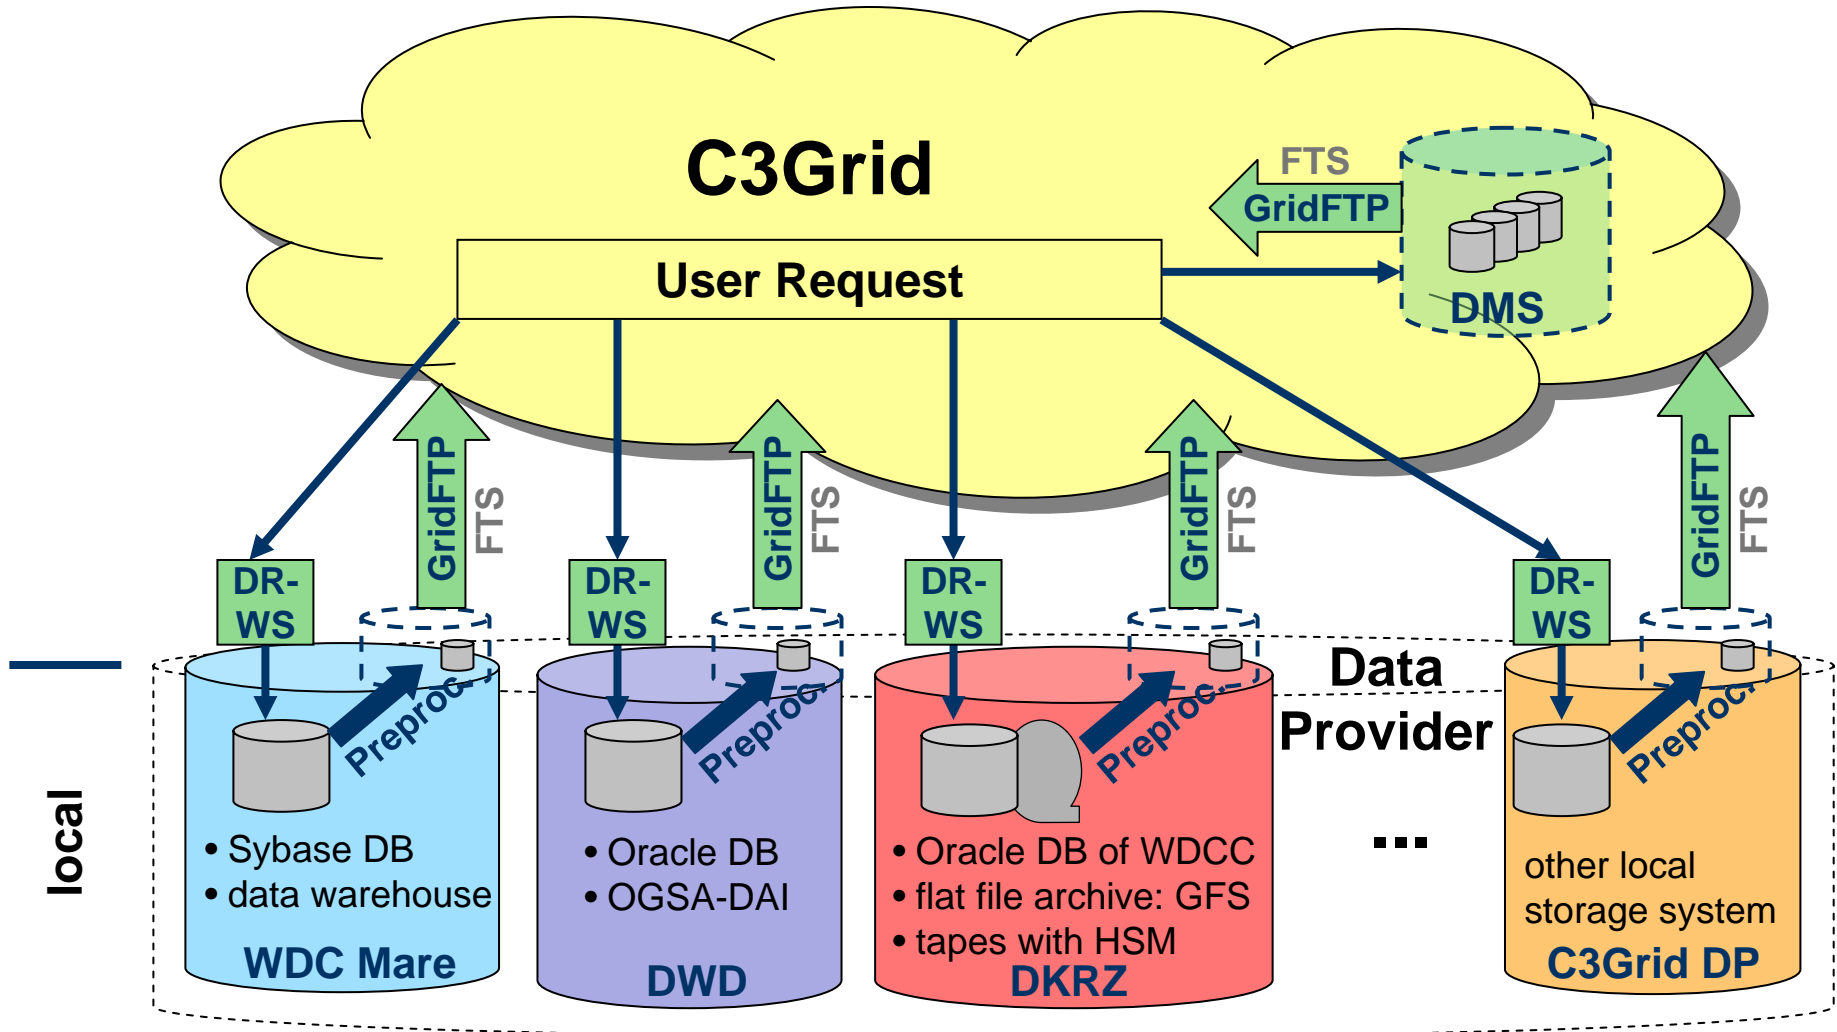 C3Grid
FTS
GridFTP
User Request
DMS
GridFTP
FTS
GridFTP
FTS
GridFTP
FTS
GridFTP
FTS
DR-
WS
DR-
WS
DR-
WS
DR-
WS
Data
Provider
Preproc.
Preproc.
Preproc.
Preproc.
local
• Sybase DB
• data warehouse
WDC Mare
• Oracle DB
• OGSA-DAI
DWD
• Oracle DB of WDCC
• flat file archive: GFS
• tapes with HSM
DKRZ
...
other local
storage system
C3Grid DP